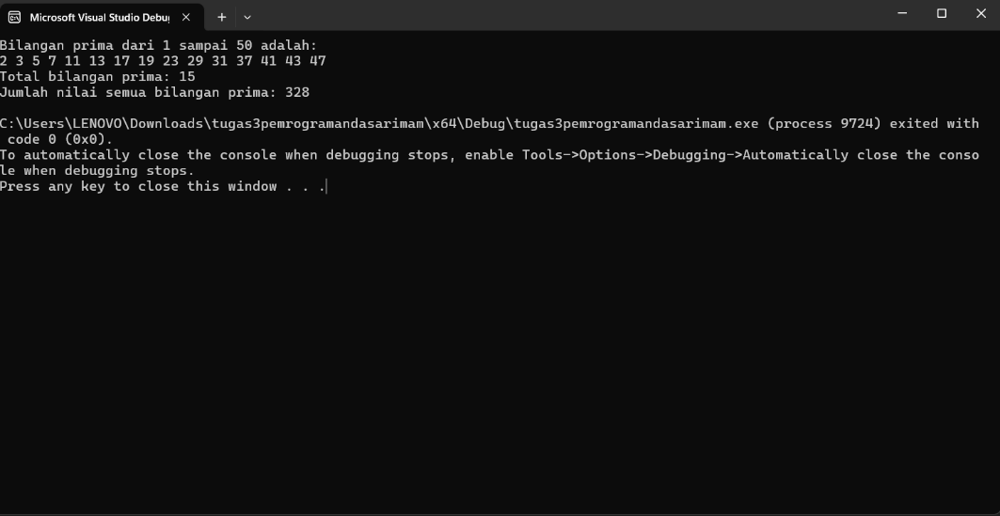 Microsoft Visual Studio Debu
Bilangan prima dari 1 sampai 50 adalah:
2 3 5 7 11 13 17 19 23 29 31 37 41 43 47
Total bilangan prima: 15
Jumlah nilai semua bilangan prima: 328
C:\Users\LENOVO\Downloads\tugas3pemrogramandasarimam\x64\Debug\tugas3pemrogramandasarimam.exe (process 9724) exited with
code 0 (0x0).
To automatically close the console when debugging stops, enable Tools->Options->Debugging->Automatically close the conso
le when debugging stops.
Press any key to close this window . . .